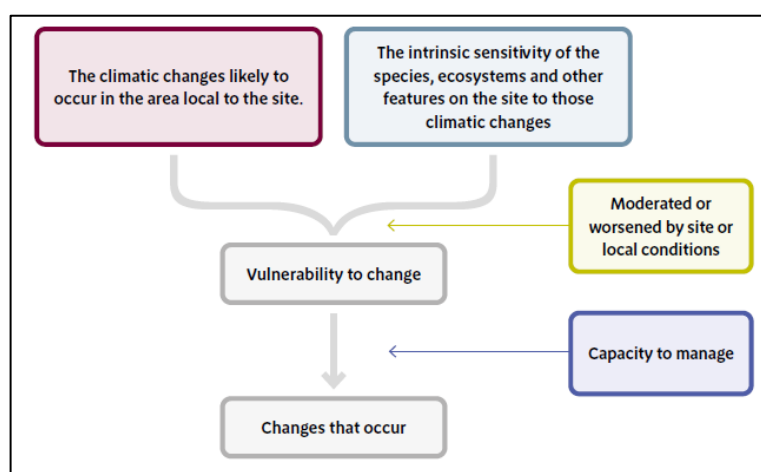 The climatic changes likely to
occur in the area local to the site.
The intrinsic sensitivity of the
species, ecosystems and other
features on the site to those
climatic changes
Moderated or
worsened by site or
local conditions
Vulnerability to change
Capacity to manage
Changes that occur